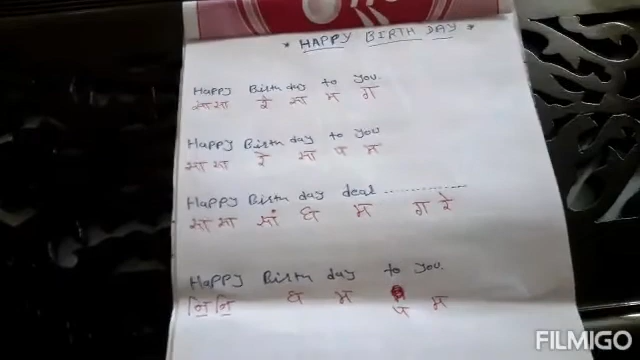 * HAPPY BIRTH DAY *
Happy Birth day to you.
सा सा रे सा म ग
Happy Birth day to you
सा सा रे सा प म
Happy Birth day deal ..............
सा सा सां ध म ग रे
Happy Birth day to you.
नि॒ नि॒ ध म प म
FILMIGO